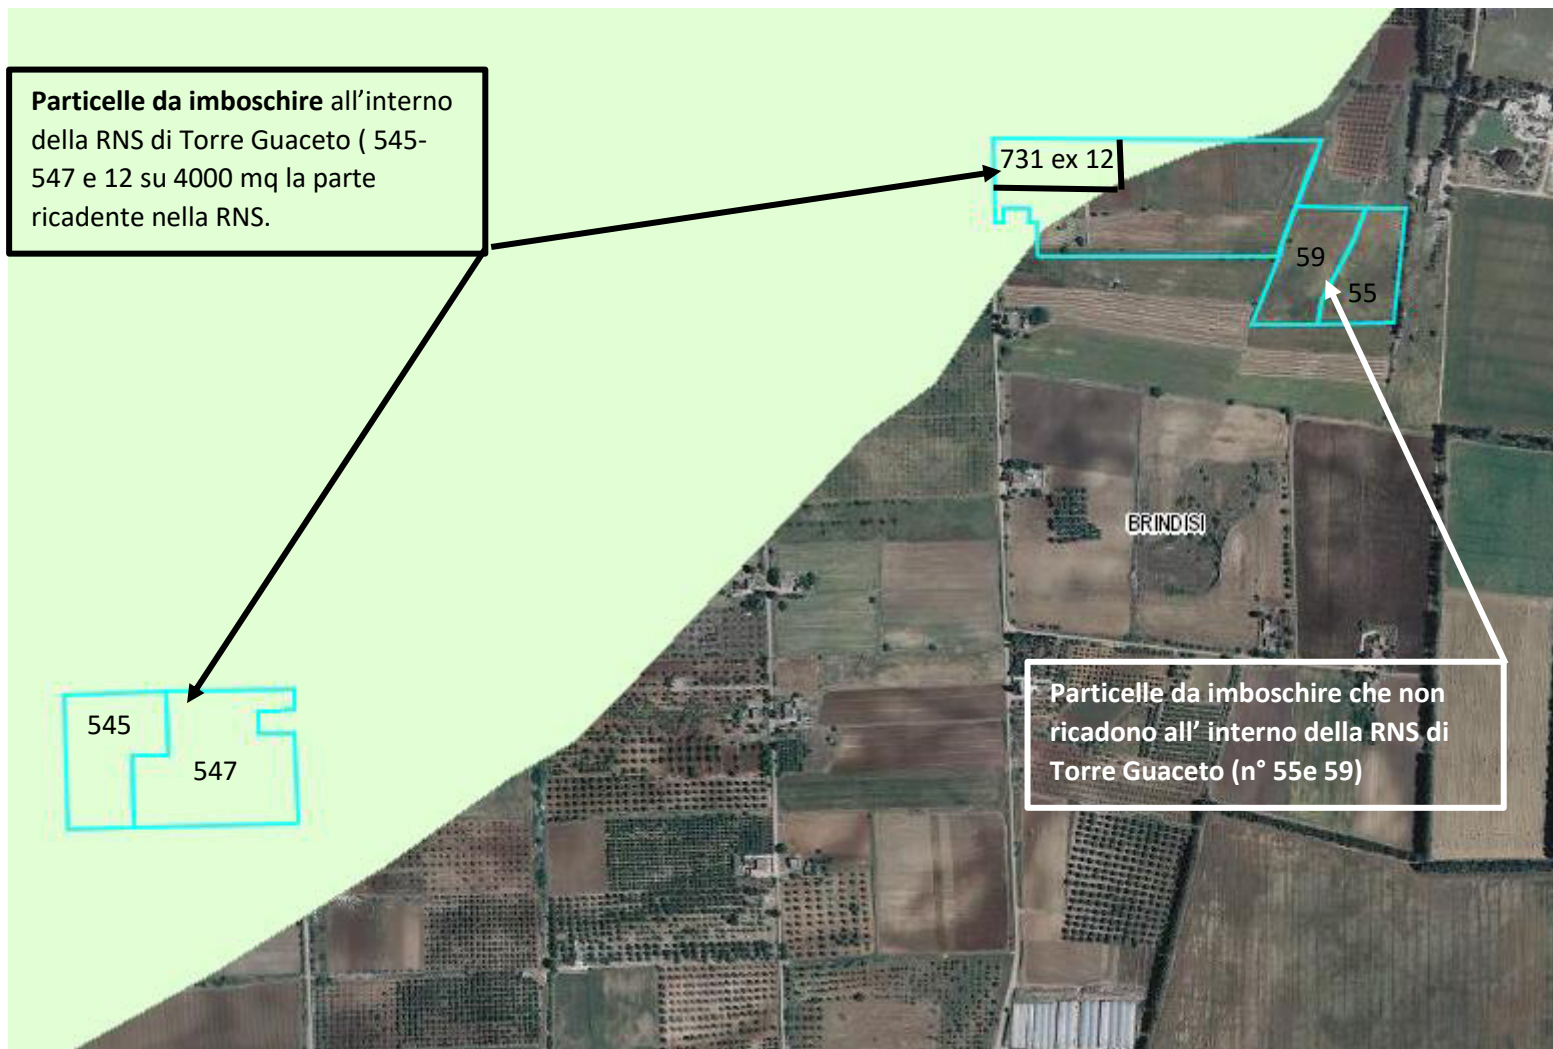 Particelle da imboschire all’interno
della RNS di Torre Guaceto ( 545-
547 e 12 su 4000 mq la parte
ricadente nella RNS.
731 ex 12
59
55
BRINDISI
545
547
Particelle da imboschire che non
ricadono all’ interno della RNS di
Torre Guaceto (n° 55e 59)